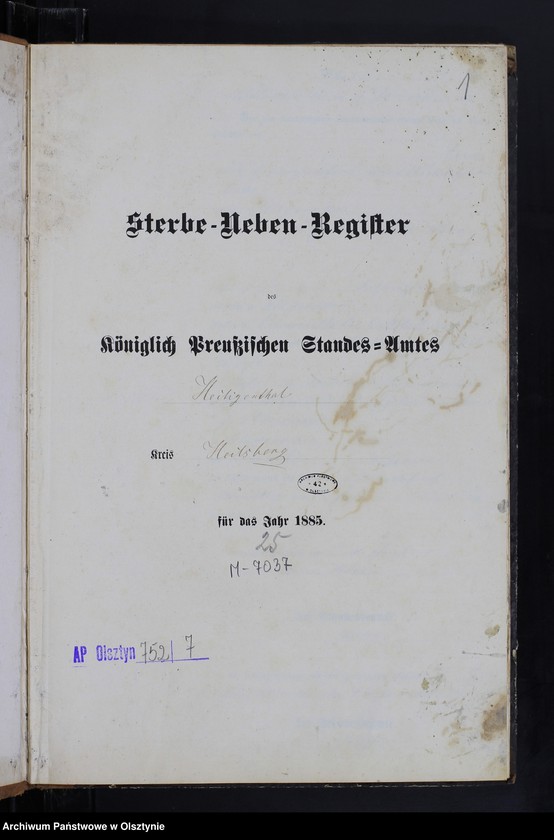 1
Sterbe-Neben-Register
des
Königlich Preußischen Standes-Amtes
Heiligenthal
Kreis Heilsberg
42
für das Jahr 1885.
25
M-7037
AP Olsztyn 752/7
Archiwum Państwowe w Olsztynie